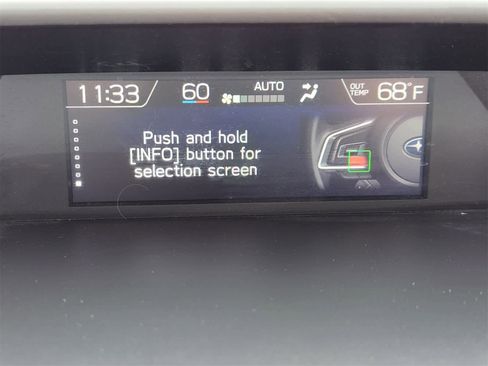 11:33 60 AUTO OUT TEMP 68°F
Push and hold
[INFO] button for
selection screen